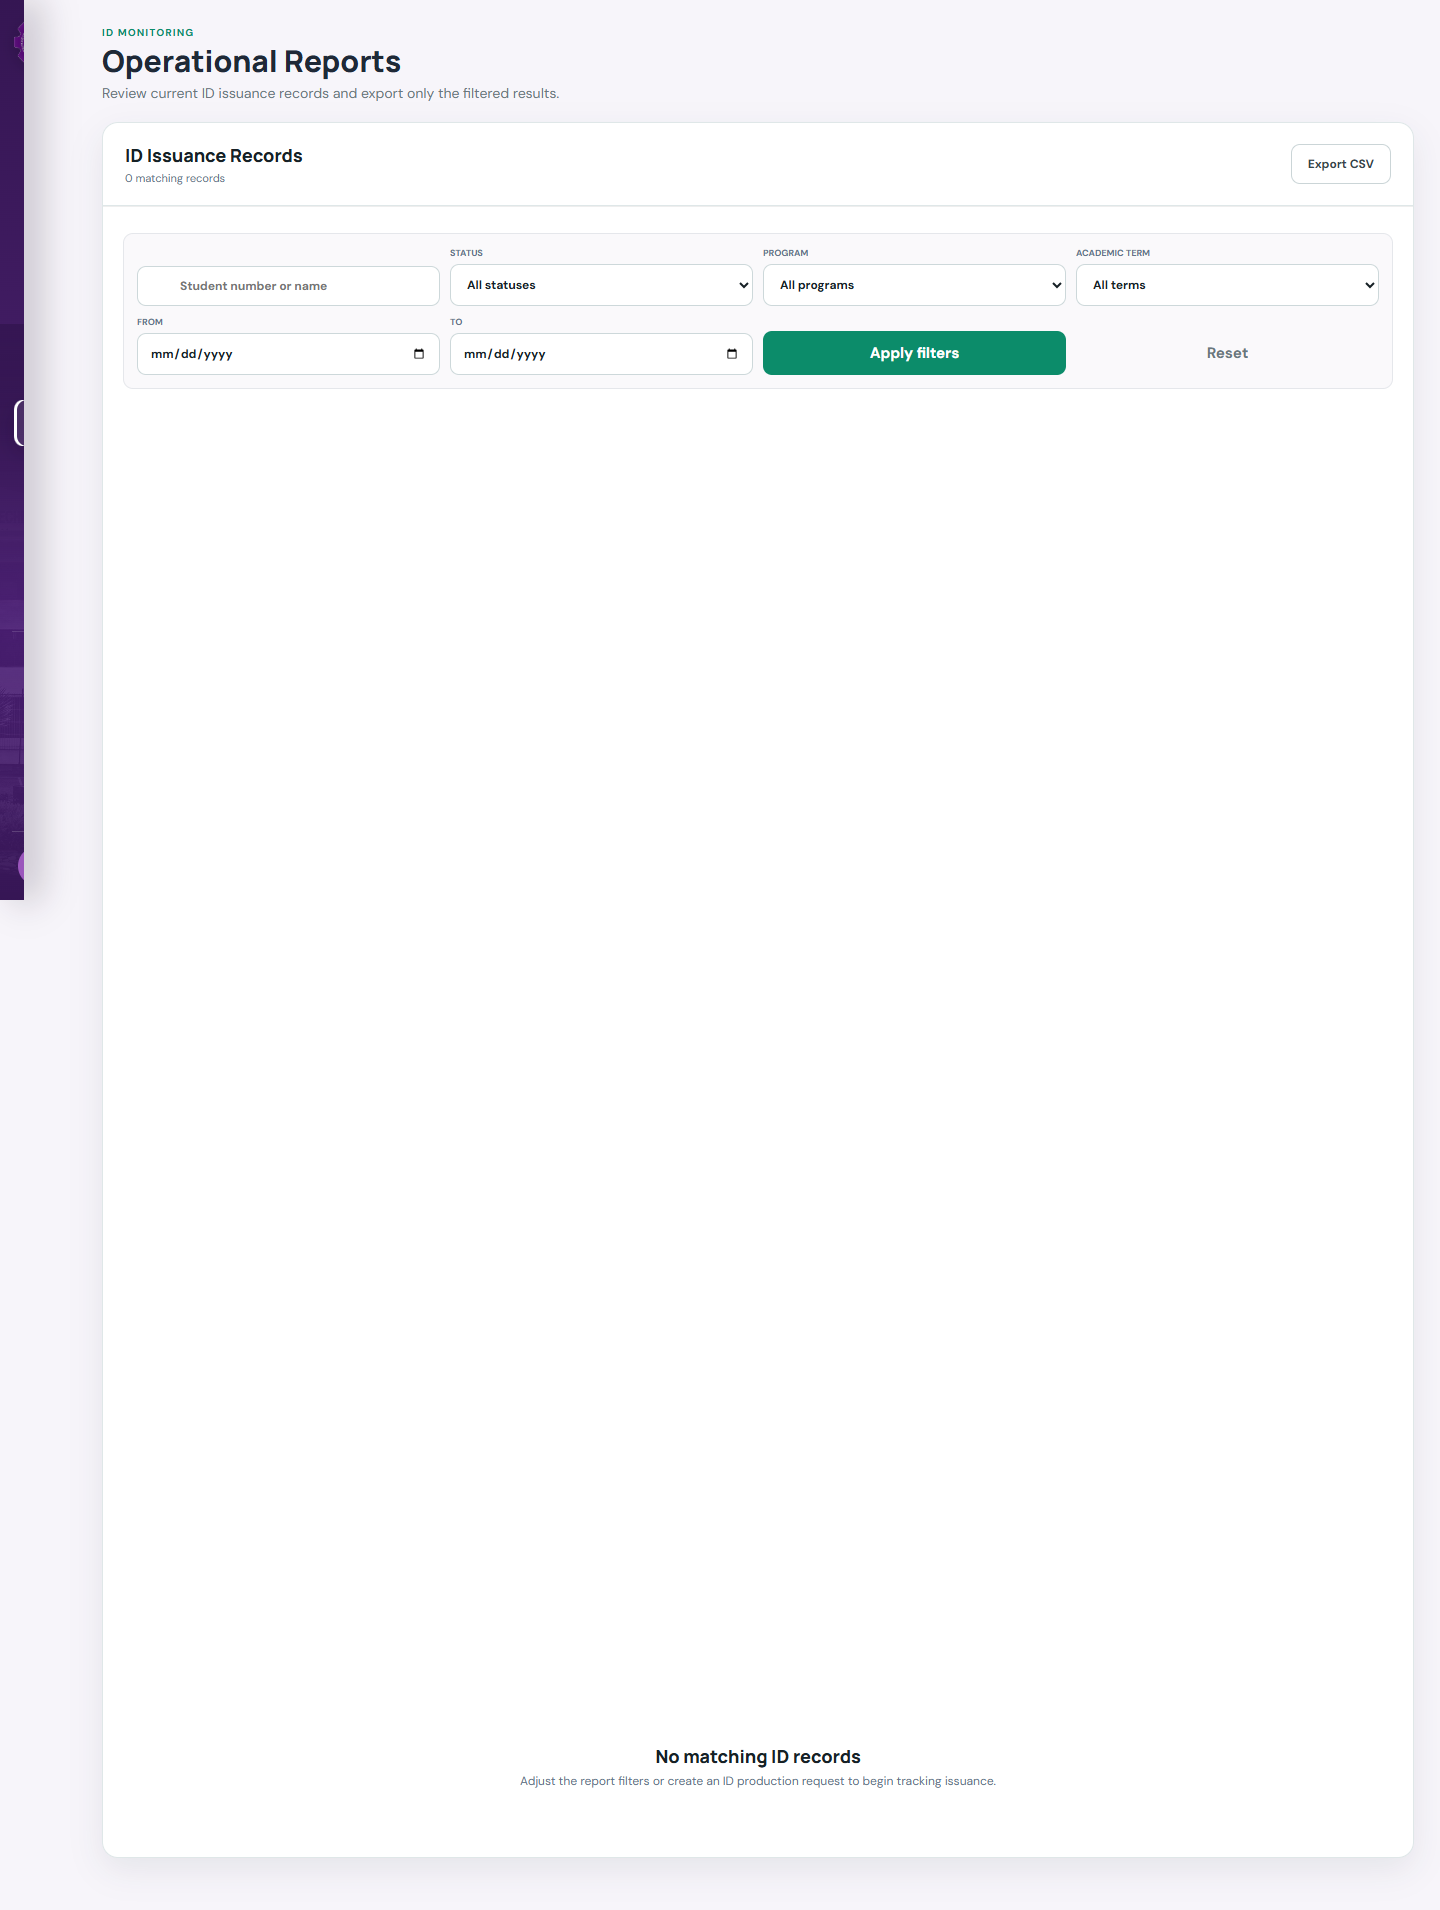 ID MONITORING
Operational Reports
Review current ID issuance records and export only the filtered results.
ID Issuance Records
0 matching records
Export CSV
Student number or name
STATUS
All statuses
PROGRAM
All programs
ACADEMIC TERM
All terms
FROM
mm/dd/yyyy
TO
mm/dd/yyyy
Apply filters
Reset
No matching ID records
Adjust the report filters or create an ID production request to begin tracking issuance.